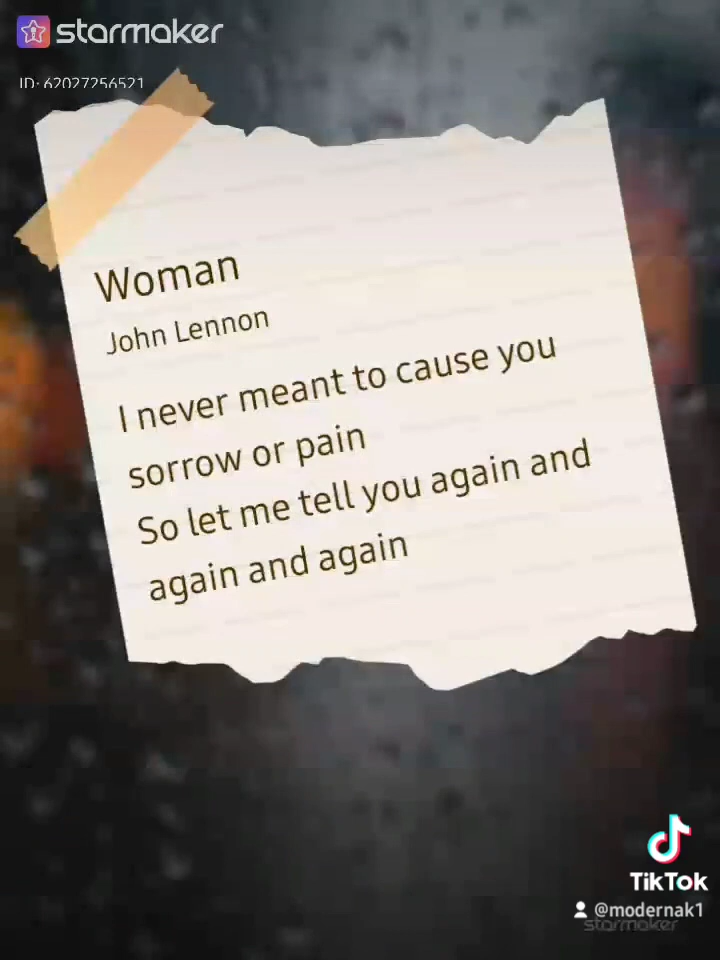 starmaker
ID: 62027256521
Woman
John Lennon
I never meant to cause you
sorrow or pain
So let me tell you again and
again and again
TikTok
@modernak1
starmaker